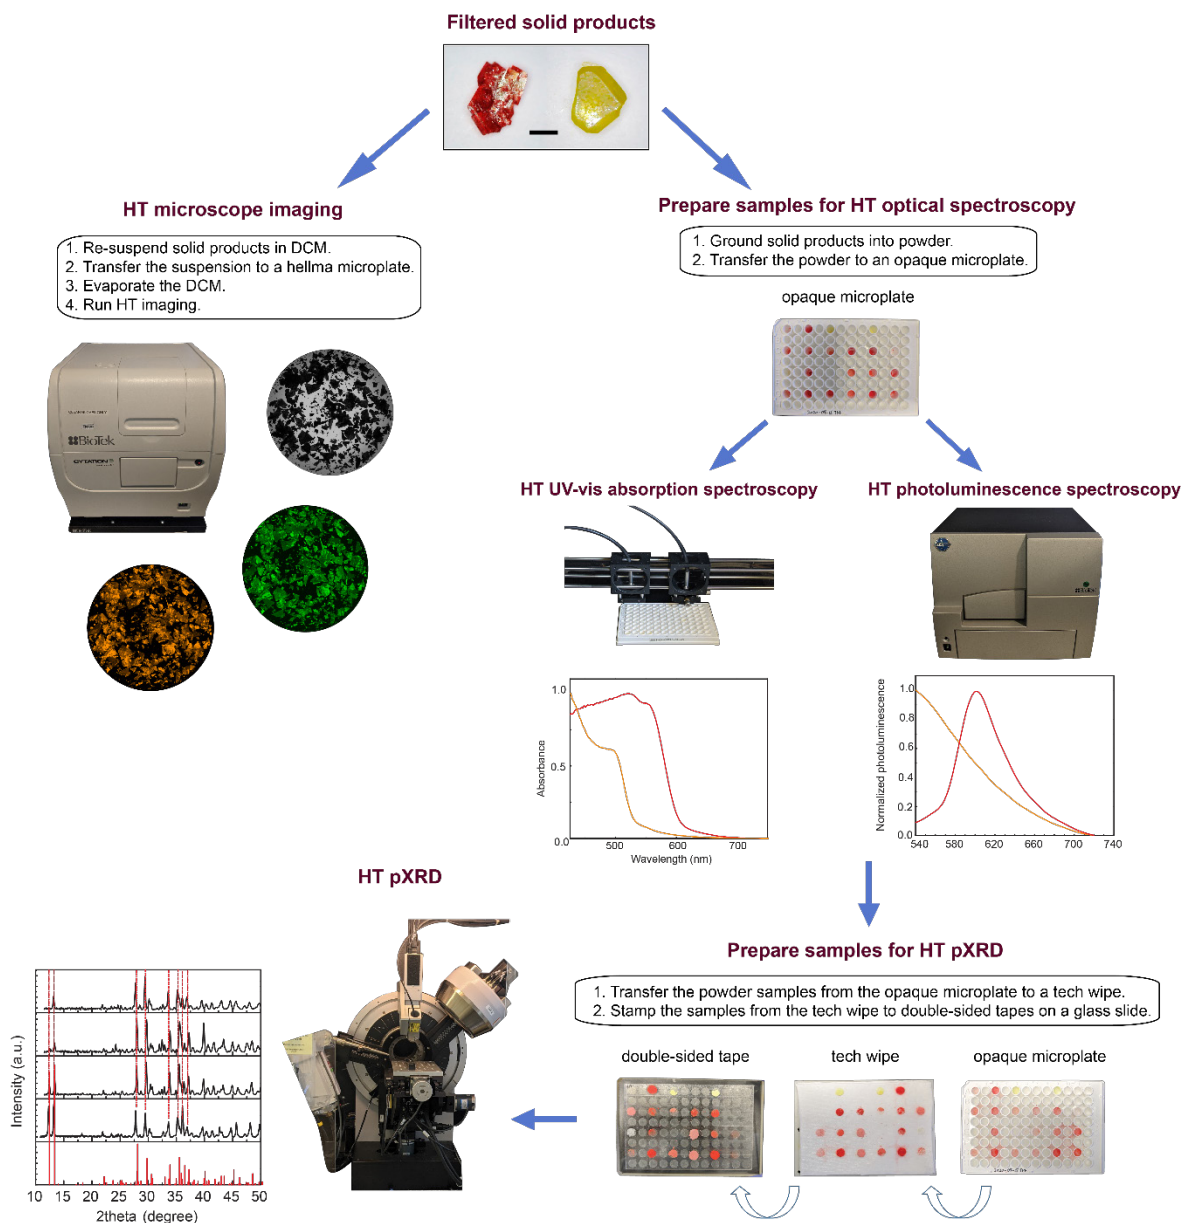 Filtered solid products
HT microscope imaging
1. Re-suspend solid products in DCM.
2. Transfer the suspension to a hellma microplate.
3. Evaporate the DCM.
4. Run HT imaging.
Prepare samples for HT optical spectroscopy
1. Ground solid products into powder.
2. Transfer the powder to an opaque microplate.
opaque microplate
BioTek
HT UV-vis absorption spectroscopy
HT photoluminescence spectroscopy
Absorbance
1.0
0.5
0.0
500
600
700
Wavelength (nm)
Normalized photoluminescence
1.0
0.8
0.6
0.4
0.2
0.0
540
580
620
660
700
740
HT pXRD
Intensity (a.u.)
10
15
20
25
30
35
40
45
50
2theta (degree)
Prepare samples for HT pXRD
1. Transfer the powder samples from the opaque microplate to a tech wipe.
2. Stamp the samples from the tech wipe to double-sided tapes on a glass slide.
double-sided tape
tech wipe
opaque microplate